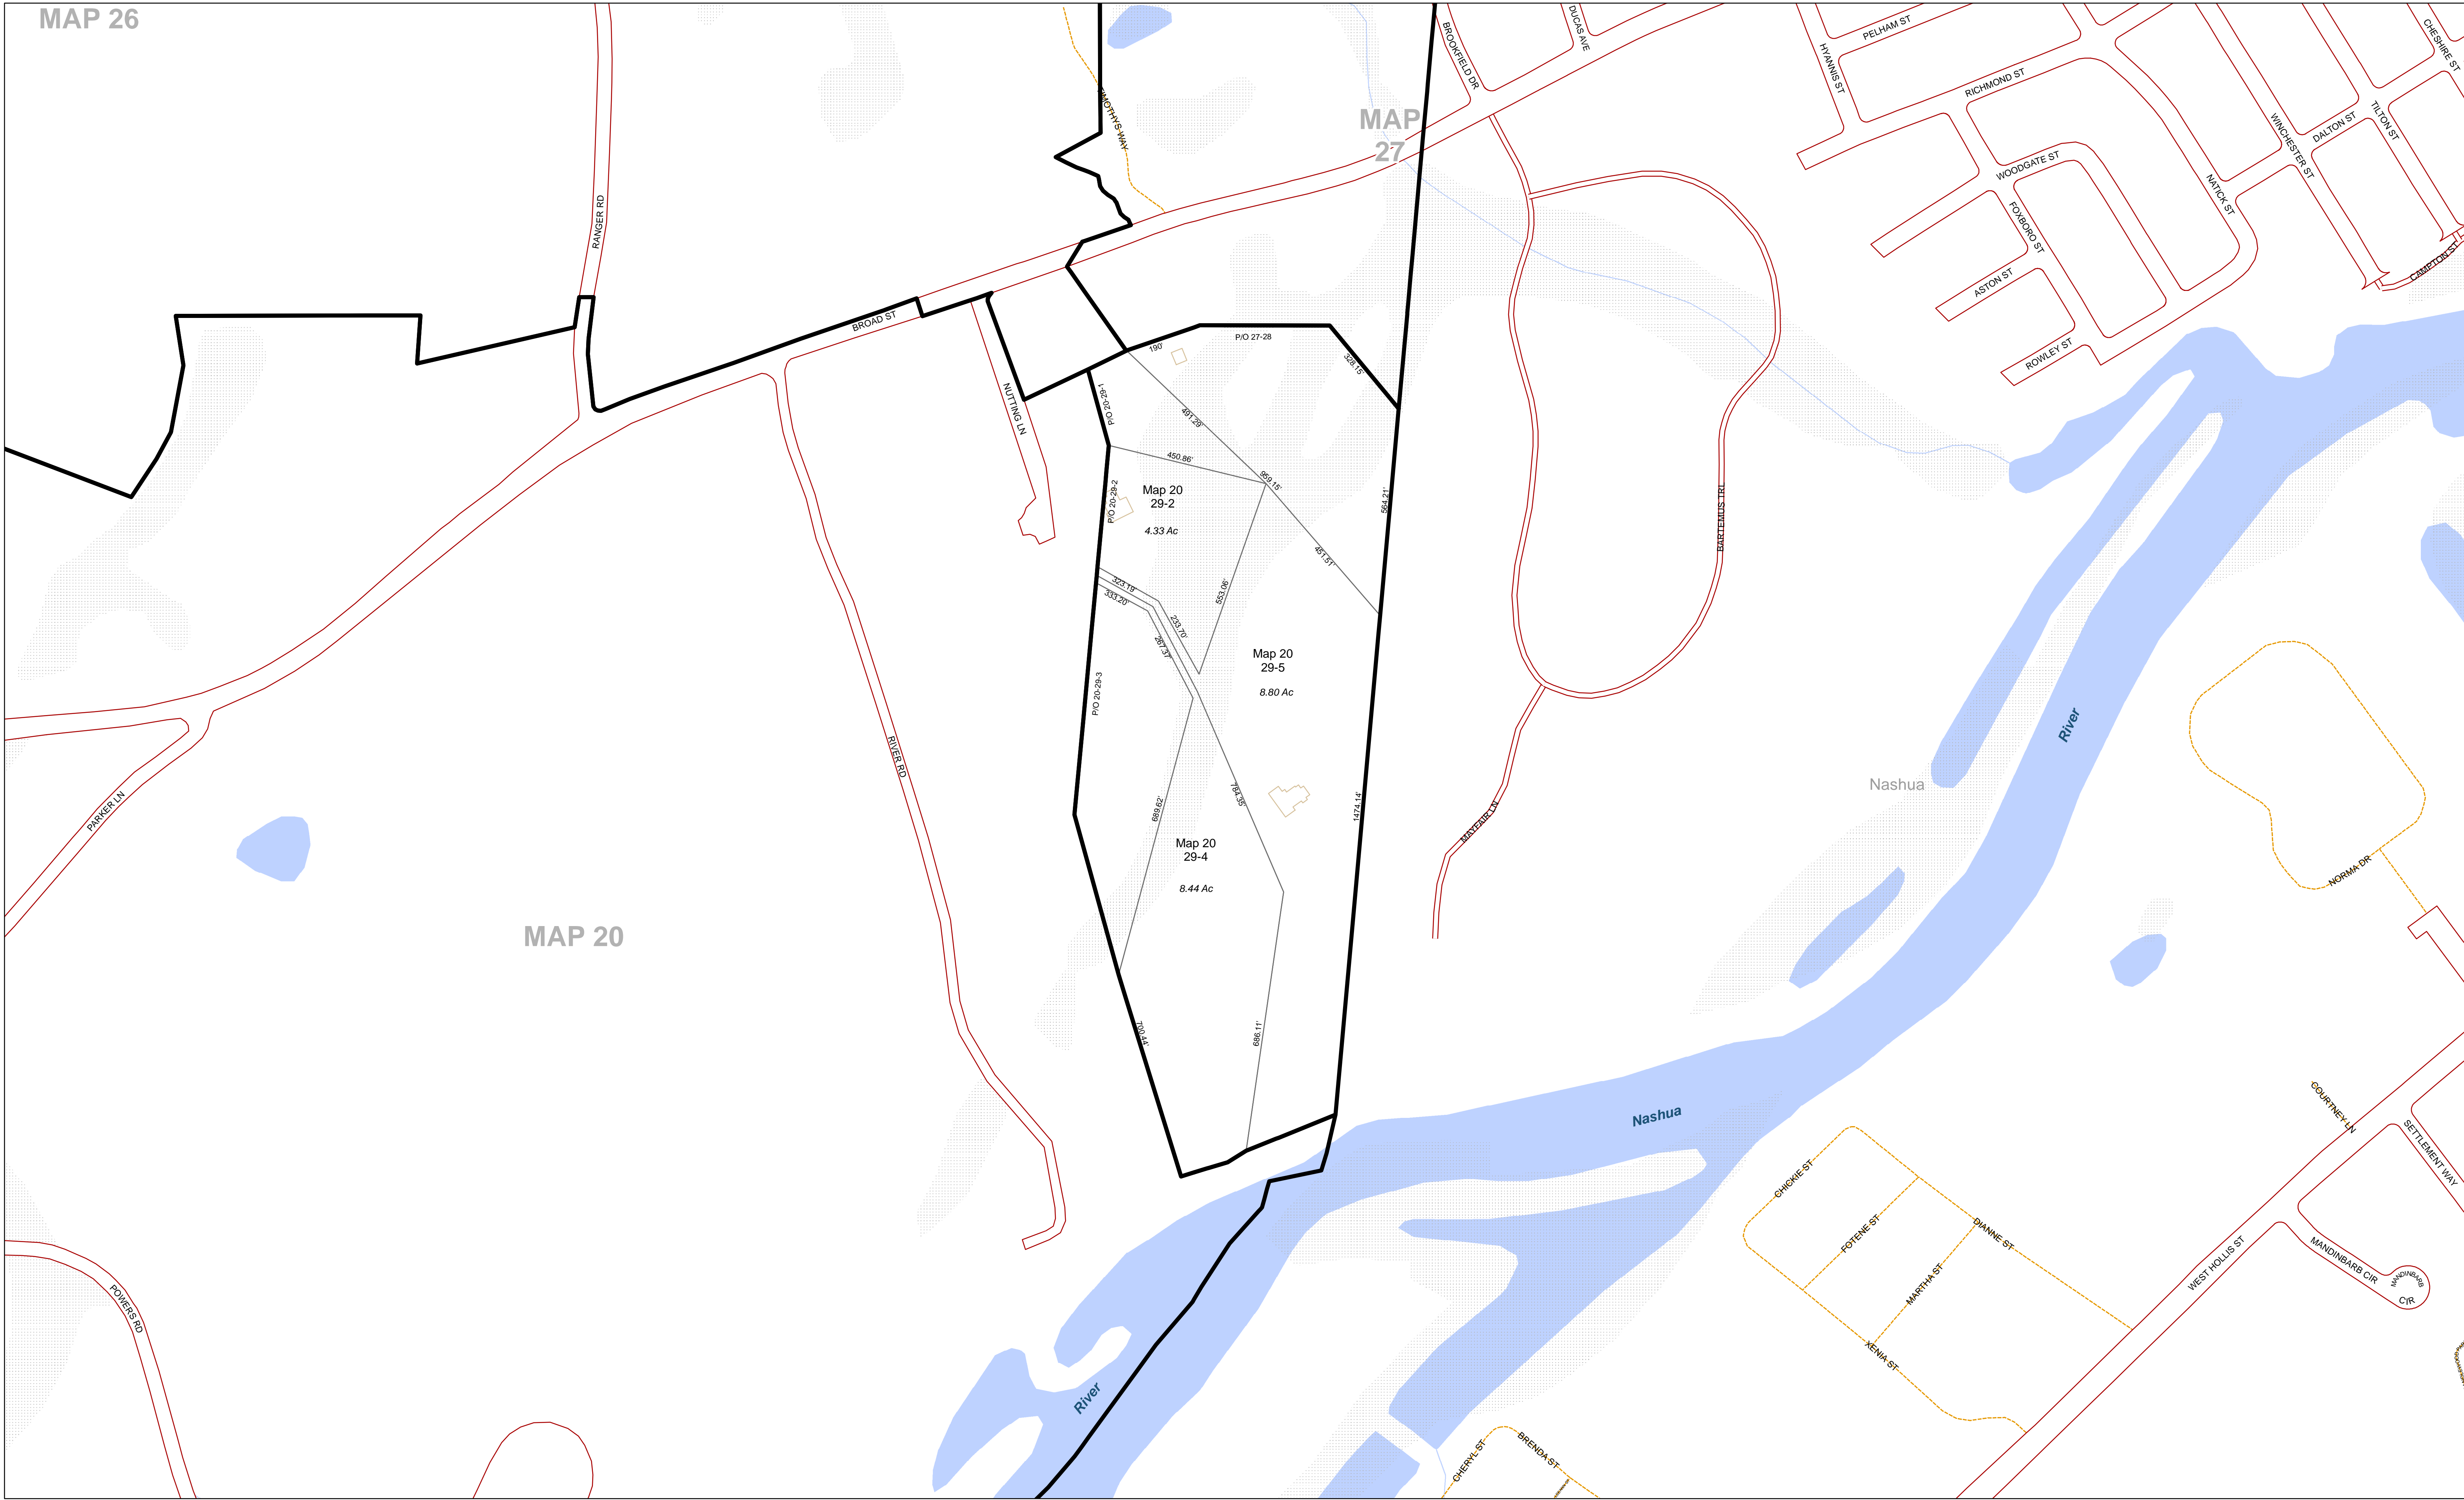 MAP 26
MAP
27
DUCAS AVE
BROOKFIELD DR
PELHAM ST
HYANNIS ST
RICHMOND ST
CHESHIRE ST
TILTON ST
DALTON ST
WINCHESTER ST
WOODGATE ST
NATICK ST
FOXBORO ST
CAMPTON ST
ASTON ST
ROWLEY ST
TIMOTHYS WAY
RANGER RD
BROAD ST
NUTTING LN
190'
P/O 27-28
328.15'
P/O 20-29-1
491.29'
450.86'
959.15'
P/O 20-29-2
Map 20
29-2
4.33 Ac
564.21'
451.51'
BARTEMUS TRL
323.19'
333.20'
553.06'
233.70'
267.37'
Map 20
29-5
8.80 Ac
P/O 20-29-3
RIVER RD
River
Nashua
689.62'
784.35'
1474.14'
MAYFAIR LN
PARKER LN
Map 20
29-4
8.44 Ac
NORMA DR
MAP 20
700.44'
686.11'
Nashua
COURTNEY LN
SETTLEMENT WAY
CHICKIE ST
FOTENE ST
DIANNE ST
MARTHA ST
WEST HOLLIS ST
MANDINBARB CIR
MANDINBARB
CIR
POWERS RD
XENIA ST
River
CHERYL ST
BRENDA ST